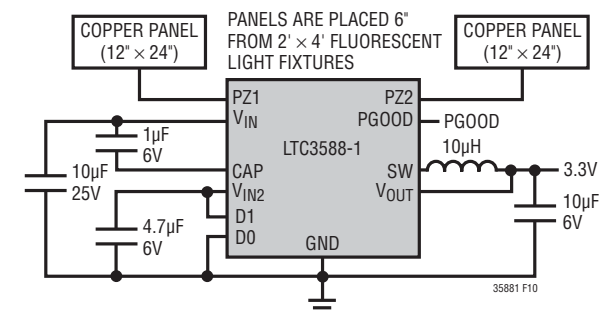 COPPER PANEL
(12" × 24")
PANELS ARE PLACED 6"
FROM 2' × 4' FLUORESCENT
LIGHT FIXTURES
COPPER PANEL
(12" × 24")
PZ1
PZ2
VIN
PGOOD
PGOOD
LTC3588-1
1µF
6V
10µH
10µF
25V
CAP
SW
3.3V
VIN2
VOUT
10µF
6V
4.7µF
6V
D1
D0
GND
35881 F10